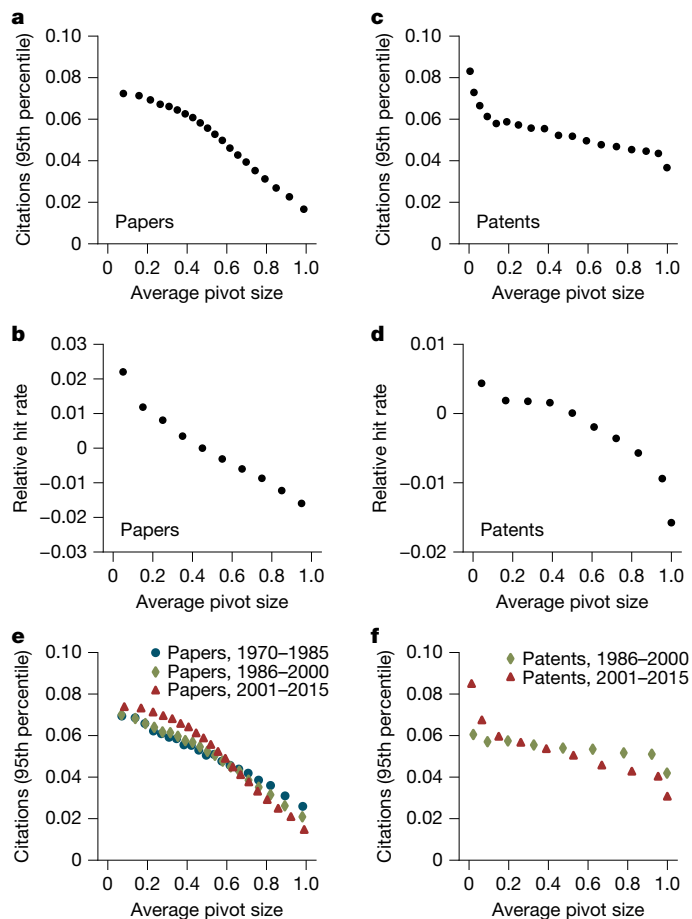 a
0.10
0.08
0.06
0.04
0.02
0
Citations (95th percentile)
Papers
0 0.2 0.4 0.6 0.8 1.0
Average pivot size
c
0.10
0.08
0.06
0.04
0.02
0
Citations (95th percentile)
Patents
0 0.2 0.4 0.6 0.8 1.0
Average pivot size
b
0.03
0.02
0.01
0
−0.01
−0.02
−0.03
Relative hit rate
Papers
0 0.2 0.4 0.6 0.8 1.0
Average pivot size
d
0.01
0
−0.01
−0.02
Relative hit rate
Patents
0 0.2 0.4 0.6 0.8 1.0
Average pivot size
e
0.10
0.08
0.06
0.04
0.02
0
Citations (95th percentile)
Papers, 1970–1985
Papers, 1986–2000
Papers, 2001–2015
0 0.2 0.4 0.6 0.8 1.0
Average pivot size
f
0.10
0.08
0.06
0.04
0.02
0
Citations (95th percentile)
Patents, 1986–2000
Patents, 2001–2015
0 0.2 0.4 0.6 0.8 1.0
Average pivot size